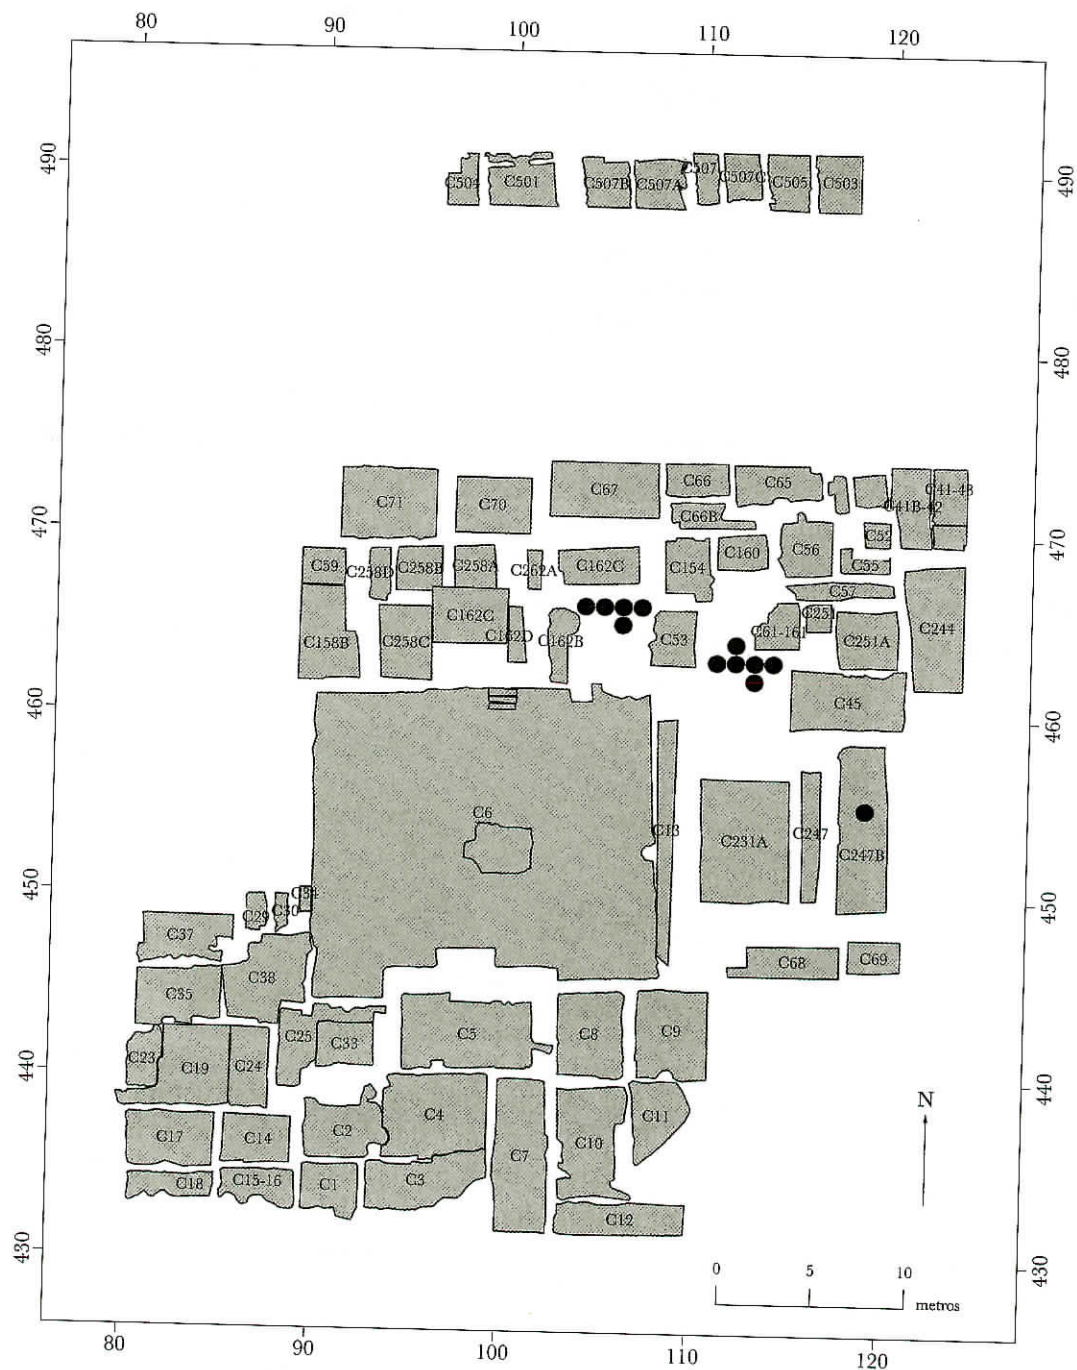 80 90 100 110 120
490
490
C504 C501 C507B C507A C507 C507C C505 C503
480
480
C71 C70 C67 C66 C65 C41-43
C41B-42
470
470
C66B C52
C59 C258D C258B C258A C262A C162C C154 C160 C56 C55
C57
C158B C258C C162C C162D C162B C53 C61-161 C251 C251A C244
460
460
C45
C6
C13 C231A C247 C247B
450
450
C29 C30 C34
C37 C38 C68 C69
C35
C25 C33 C5 C8 C9
C23 C19 C24
440
440
C17 C14 C2 C4 C7 C10 C11
N
C18 C15-16 C1 C3
C12
430
430
0 5 10
metros
80 90 100 110 120